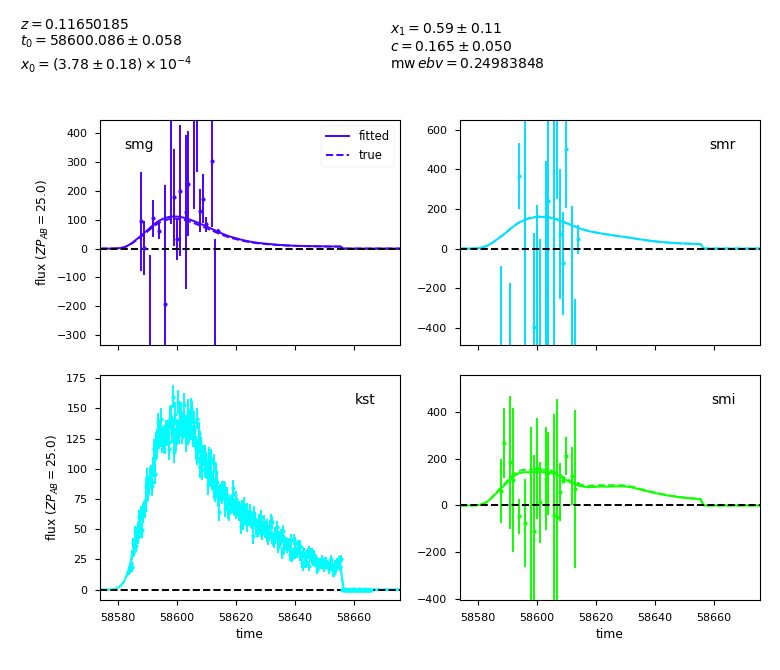 z = 0.11650185
t₀ = 58600.086 ± 0.058
x₀ = (3.78 ± 0.18) × 10⁻⁴
x₁ = 0.59 ± 0.11
c = 0.165 ± 0.050
mw ebv = 0.24983848
smg
fitted
true
400
300
200
100
0
−100
−200
−300
flux (ZP_AB = 25.0)
smr
600
400
200
0
−200
−400
kst
175
150
125
100
75
50
25
0
flux (ZP_AB = 25.0)
58580 58600 58620 58640 58660
time
smi
400
200
0
−200
−400
58580 58600 58620 58640 58660
time